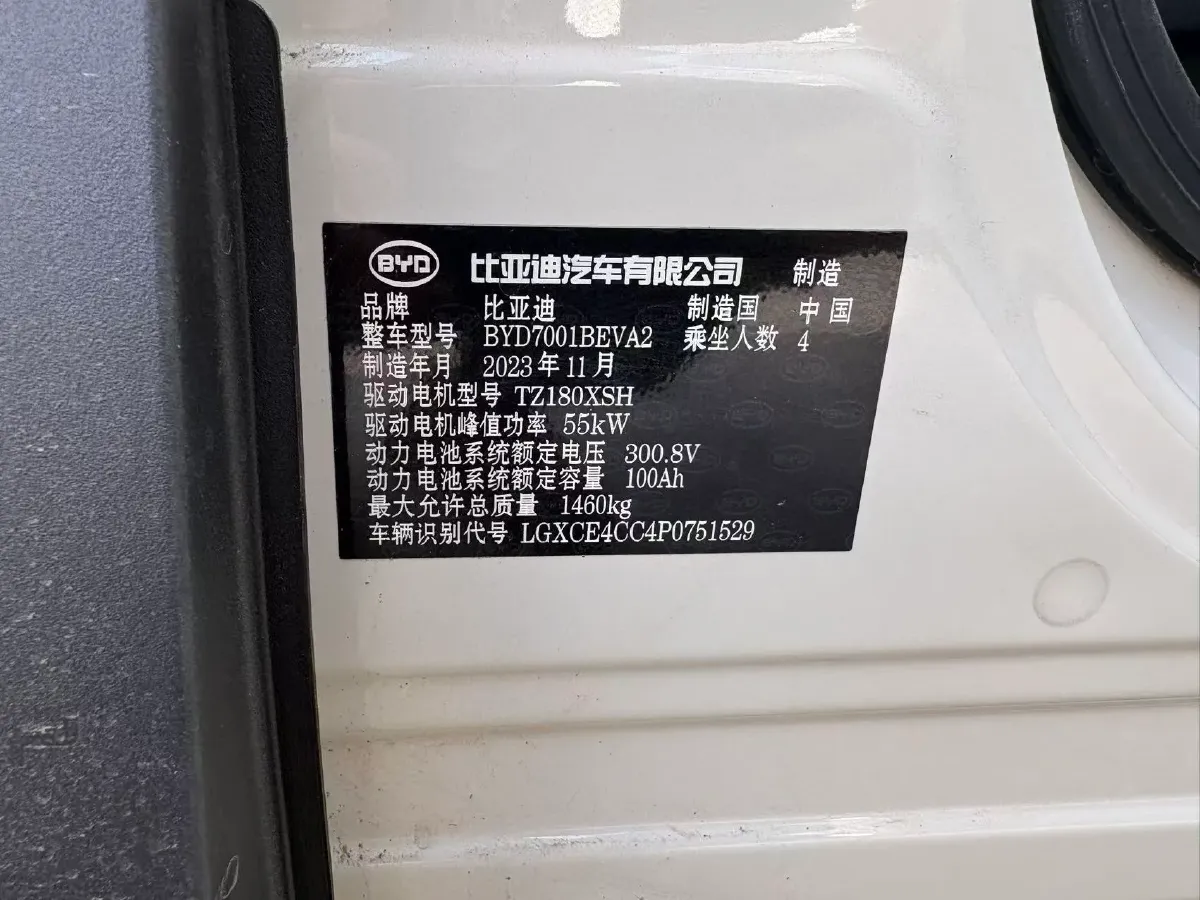 BYD 比亚迪汽车有限公司 制造
品牌 比亚迪 制造国 中国
整车型号 BYD7001BEVA2 乘坐人数 4
制造年月 2023年11月
驱动电机型号 TZ180XSH
驱动电机峰值功率 55kW
动力电池系统额定电压 300.8V
动力电池系统额定容量 100Ah
最大允许总质量 1460kg
车辆识别代号 LGXCE4CC4P0751529